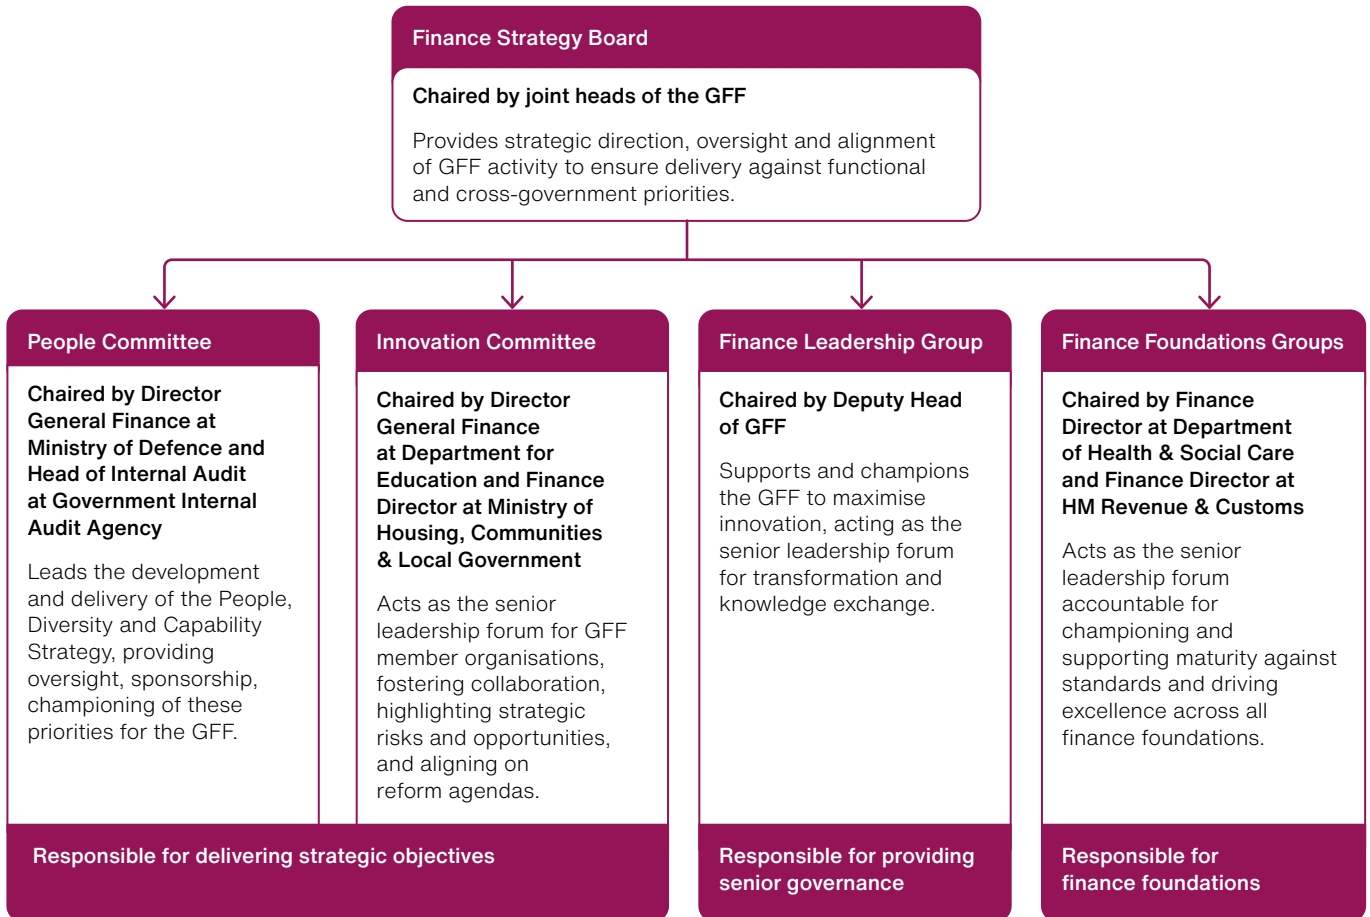 Finance Strategy Board
Chaired by joint heads of the GFF
Provides strategic direction, oversight and alignment
of GFF activity to ensure delivery against functional
and cross-government priorities.
People Committee
Chaired by Director
General Finance at
Ministry of Defence and
Head of Internal Audit
at Government Internal
Audit Agency
Leads the development
and delivery of the People,
Diversity and Capability
Strategy, providing
oversight, sponsorship,
championing of these
priorities for the GFF.
Innovation Committee
Chaired by Director
General Finance
at Department for
Education and Finance
Director at Ministry of
Housing, Communities
& Local Government
Acts as the senior
leadership forum for GFF
member organisations,
fostering collaboration,
highlighting strategic
risks and opportunities,
and aligning on
reform agendas.
Responsible for delivering strategic objectives
Finance Leadership Group
Chaired by Deputy Head
of GFF
Supports and champions
the GFF to maximise
innovation, acting as the
senior leadership forum
for transformation and
knowledge exchange.
Responsible for providing
senior governance
Finance Foundations Groups
Chaired by Finance
Director at Department
of Health & Social Care
and Finance Director at
HM Revenue & Customs
Acts as the senior
leadership forum
accountable for
championing and
supporting maturity against
standards and driving
excellence across all
finance foundations.
Responsible for
finance foundations